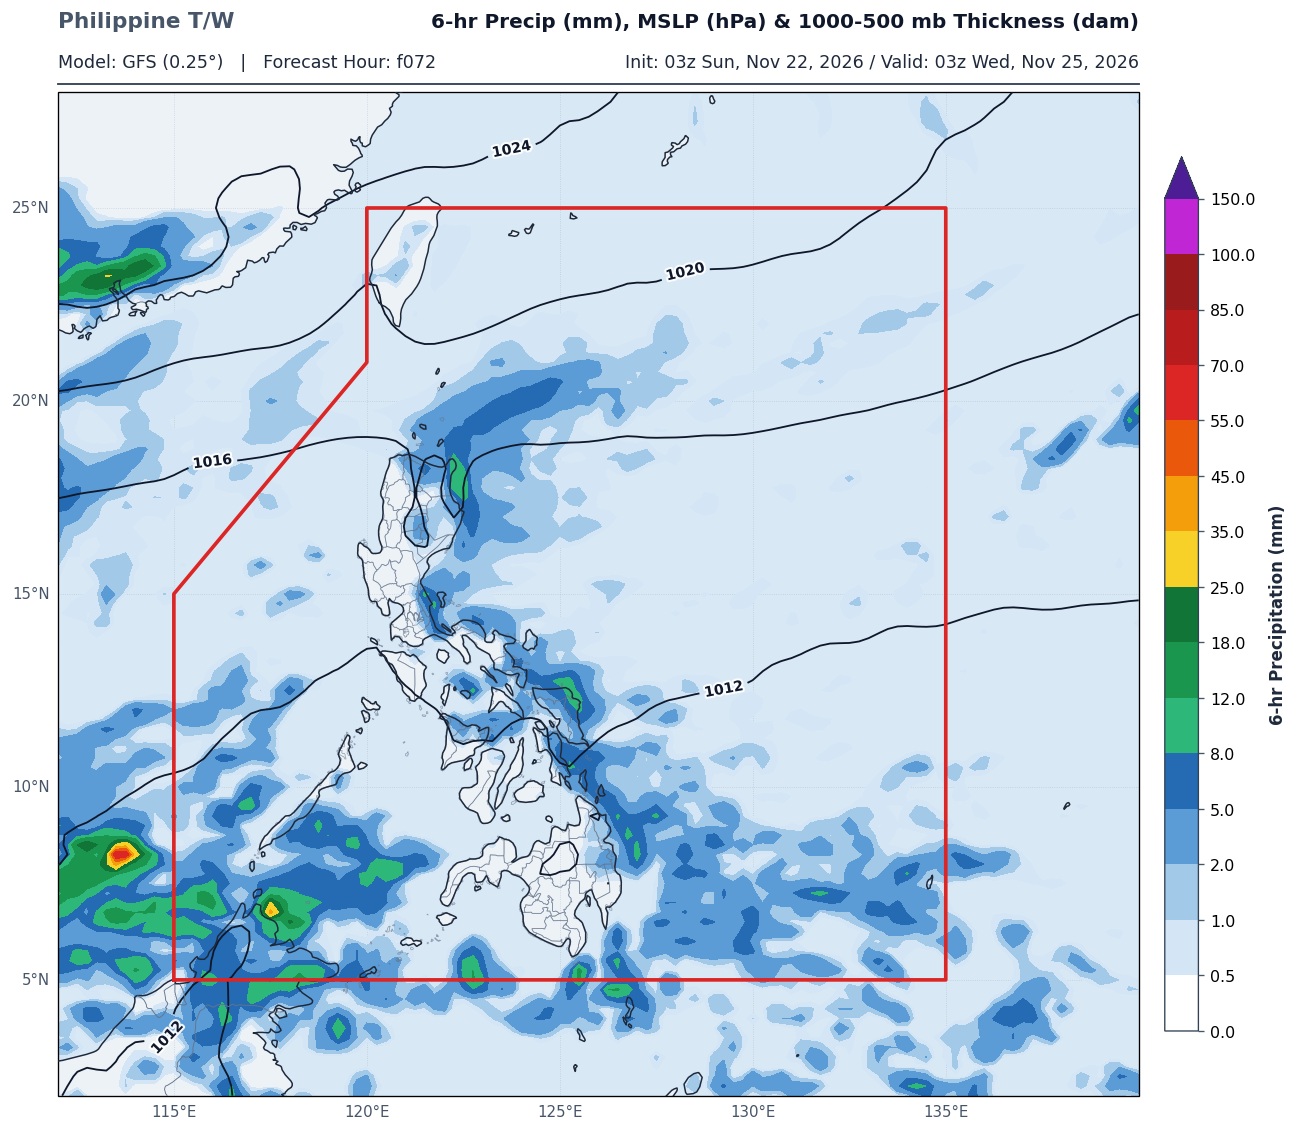 Philippine T/W
6-hr Precip (mm), MSLP (hPa) & 1000-500 mb Thickness (dam)
Model: GFS (0.25°) | Forecast Hour: f072
Init: 03z Sun, Nov 22, 2026 / Valid: 03z Wed, Nov 25, 2026
1024
1020
1016
1012
1012
25°N
20°N
15°N
10°N
5°N
115°E
120°E
125°E
130°E
135°E
150.0
100.0
85.0
70.0
55.0
45.0
35.0
25.0
18.0
12.0
8.0
5.0
2.0
1.0
0.5
0.0
6-hr Precipitation (mm)